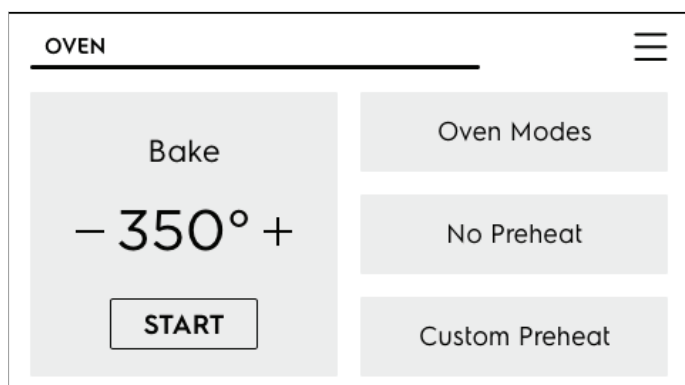 OVEN
Bake
− 350° +
START
Oven Modes
No Preheat
Custom Preheat